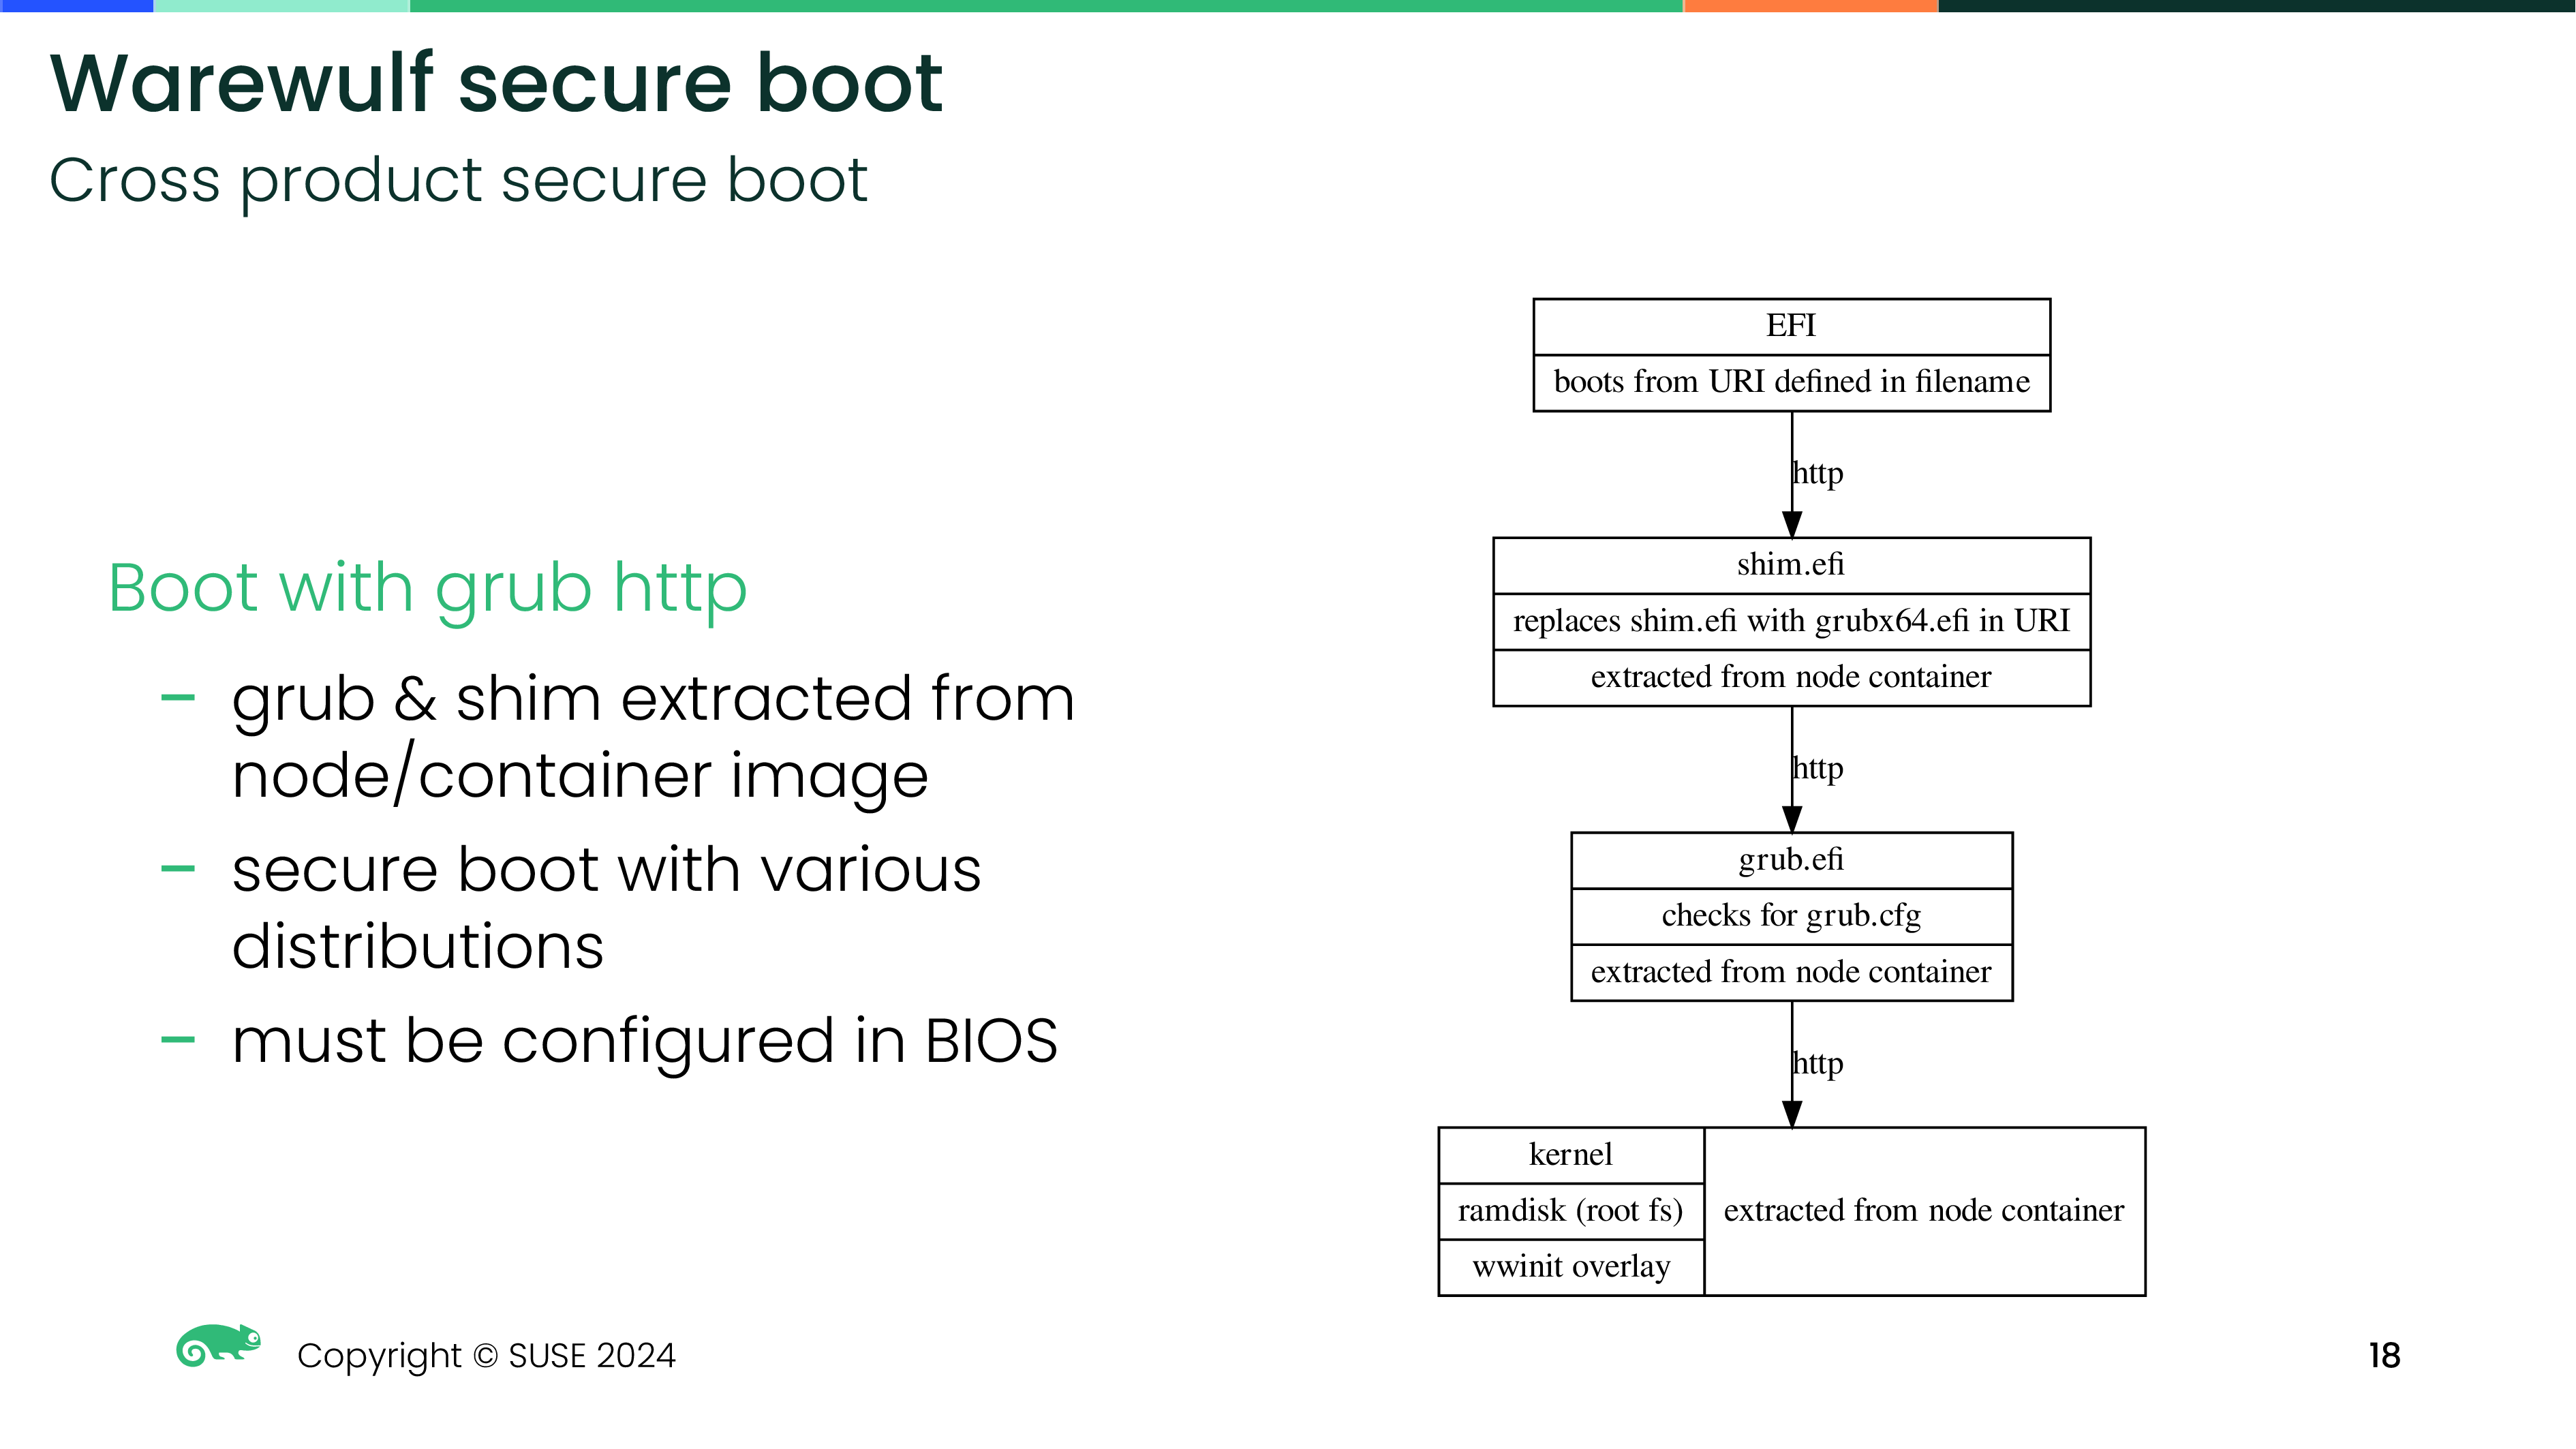 Warewulf secure boot
Cross product secure boot
Boot with grub http
– grub & shim extracted from
node/container image
– secure boot with various
distributions
– must be configured in BIOS
EFI
boots from URI defined in filename
http
shim.efi
replaces shim.efi with grubx64.efi in URI
extracted from node container
http
grub.efi
checks for grub.cfg
extracted from node container
http
kernel
ramdisk (root fs)
wwinit overlay
extracted from node container
Copyright © SUSE 2024
18